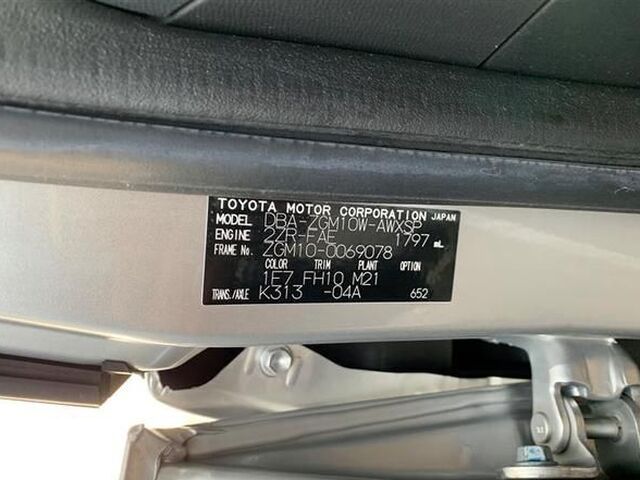 TOYOTA MOTOR CORPORATION JAPAN
MODEL DBA-ZGM10W-AWXSP
ENGINE 2ZR-FAE 1797 mL
FRAME No. ZGM10-0069078
COLOR TRIM PLANT OPTION
1E7 FH10 M21
TRANS./AXLE K313 -04A 652